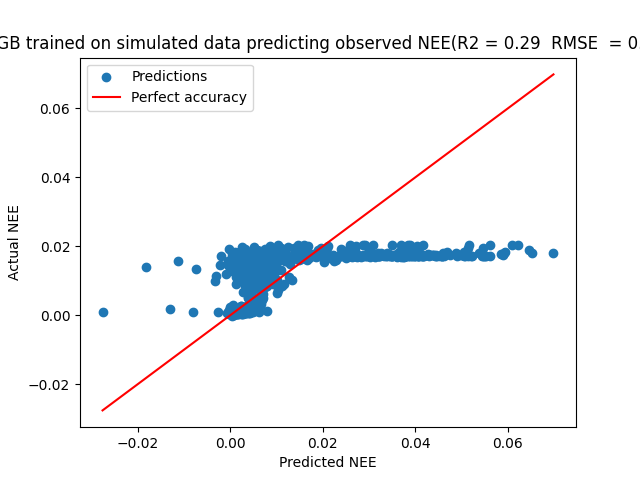 GB trained on simulated data predicting observed NEE(R2 = 0.29 RMSE = 0.
Predictions
Perfect accuracy
Actual NEE
0.06
0.04
0.02
0.00
−0.02
−0.02
0.00
0.02
0.04
0.06
Predicted NEE